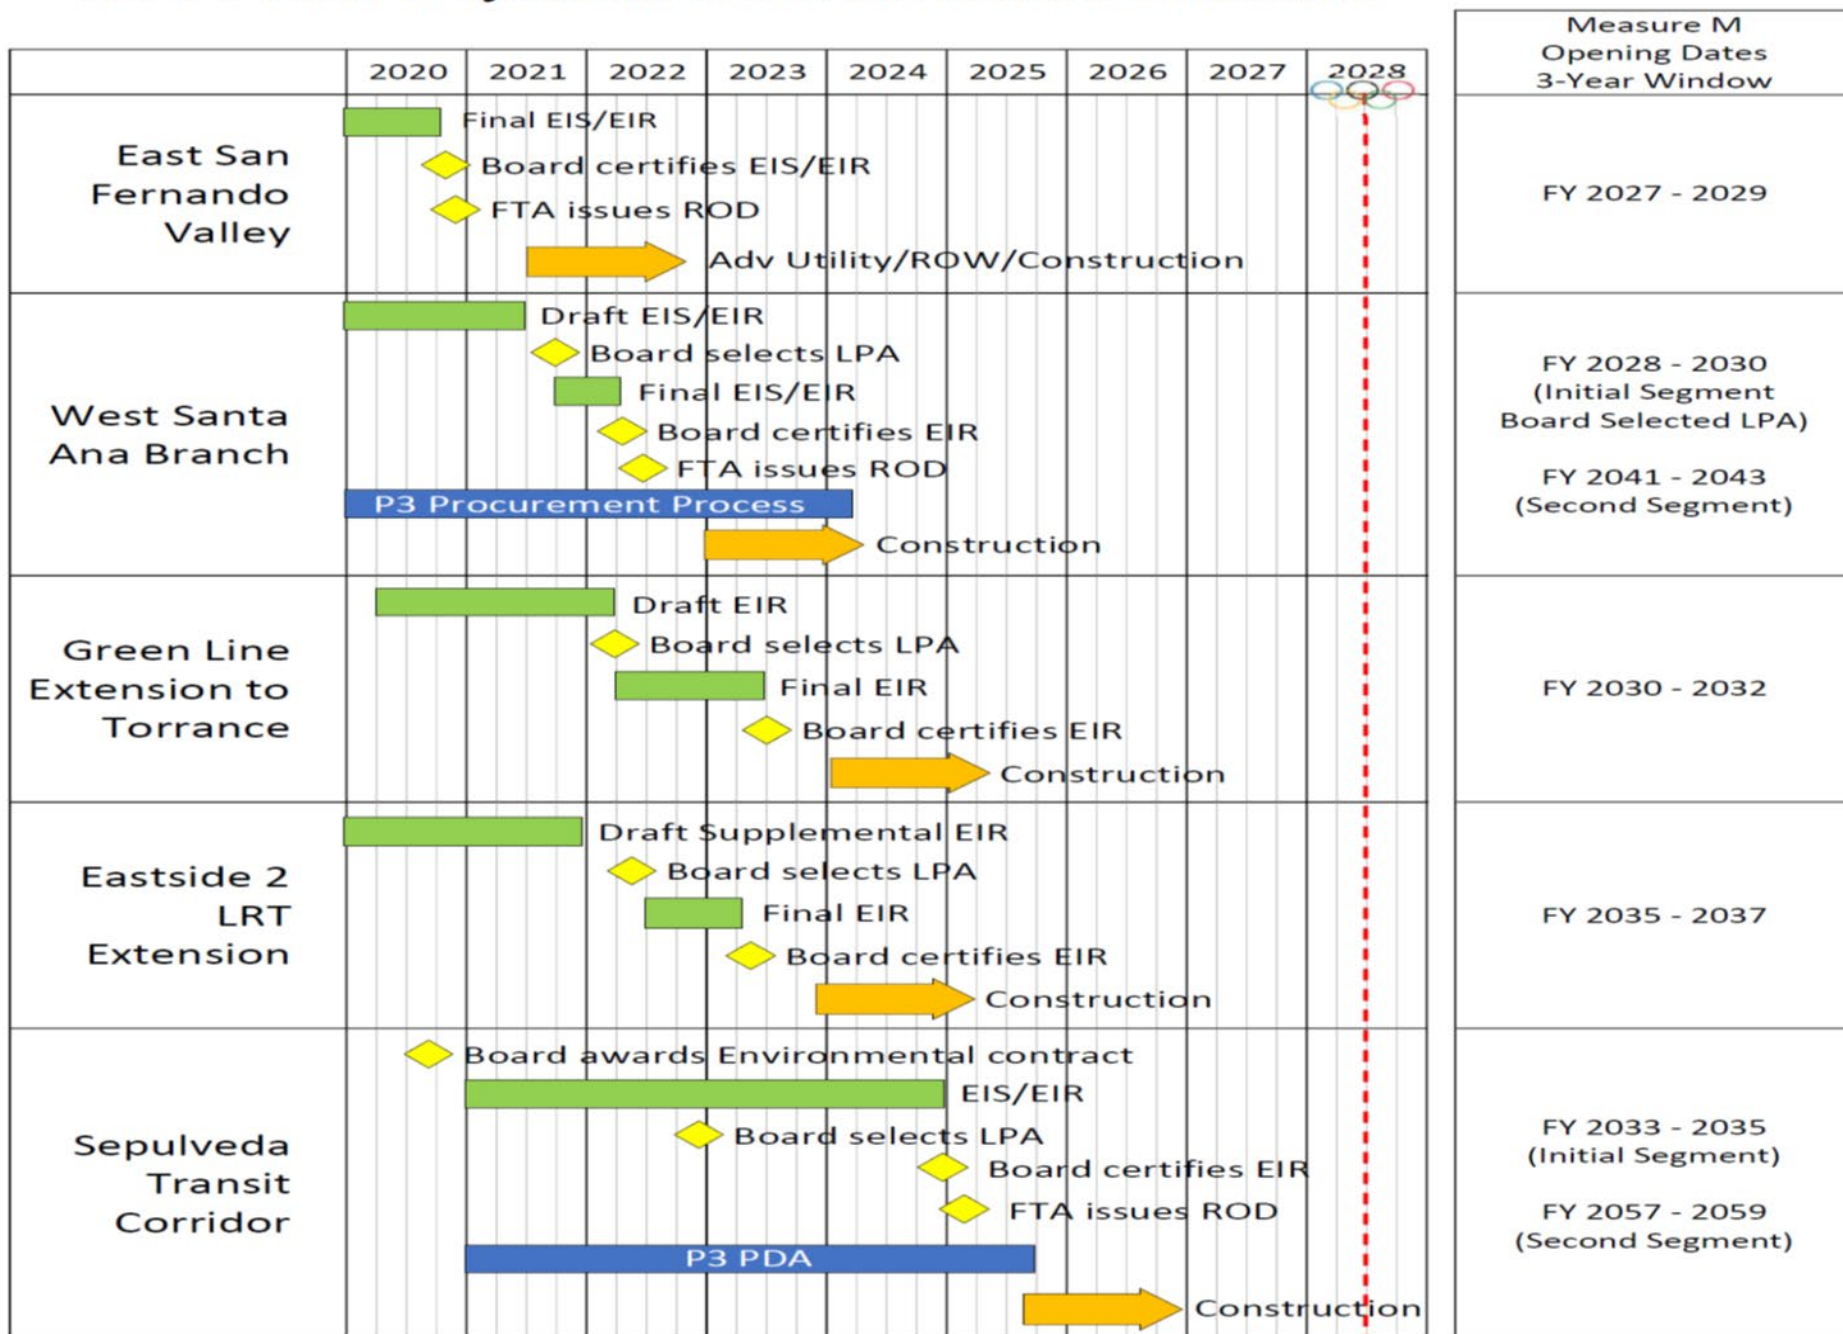 2020 2021 2022 2023 2024 2025 2026 2027 2028
Measure M
Opening Dates
3-Year Window
East San
Fernando
Valley
Final EIS/EIR
Board certifies EIS/EIR
FTA issues ROD
Adv Utility/ROW/Construction
FY 2027 - 2029
West Santa
Ana Branch
Draft EIS/EIR
Board selects LPA
Final EIS/EIR
Board certifies EIR
FTA issues ROD
P3 Procurement Process
Construction
FY 2028 - 2030
(Initial Segment
Board Selected LPA)
FY 2041 - 2043
(Second Segment)
Green Line
Extension to
Torrance
Draft EIR
Board selects LPA
Final EIR
Board certifies EIR
Construction
FY 2030 - 2032
Eastside 2
LRT
Extension
Draft Supplemental EIR
Board selects LPA
Final EIR
Board certifies EIR
Construction
FY 2035 - 2037
Sepulveda
Transit
Corridor
Board awards Environmental contract
EIS/EIR
Board selects LPA
Board certifies EIR
FTA issues ROD
P3 PDA
Construction
FY 2033 - 2035
(Initial Segment)
FY 2057 - 2059
(Second Segment)